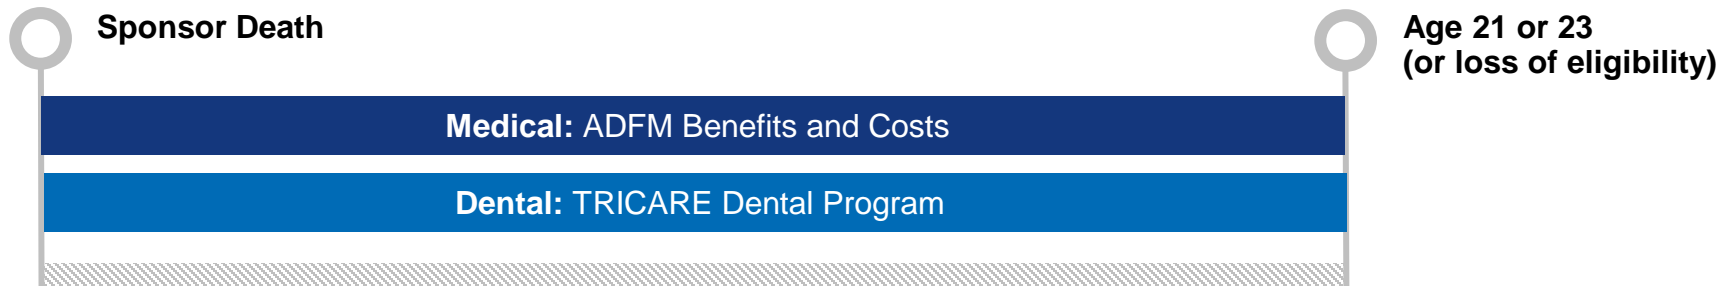 Sponsor Death
Age 21 or 23
(or loss of eligibility)
Medical: ADFM Benefits and Costs
Dental: TRICARE Dental Program